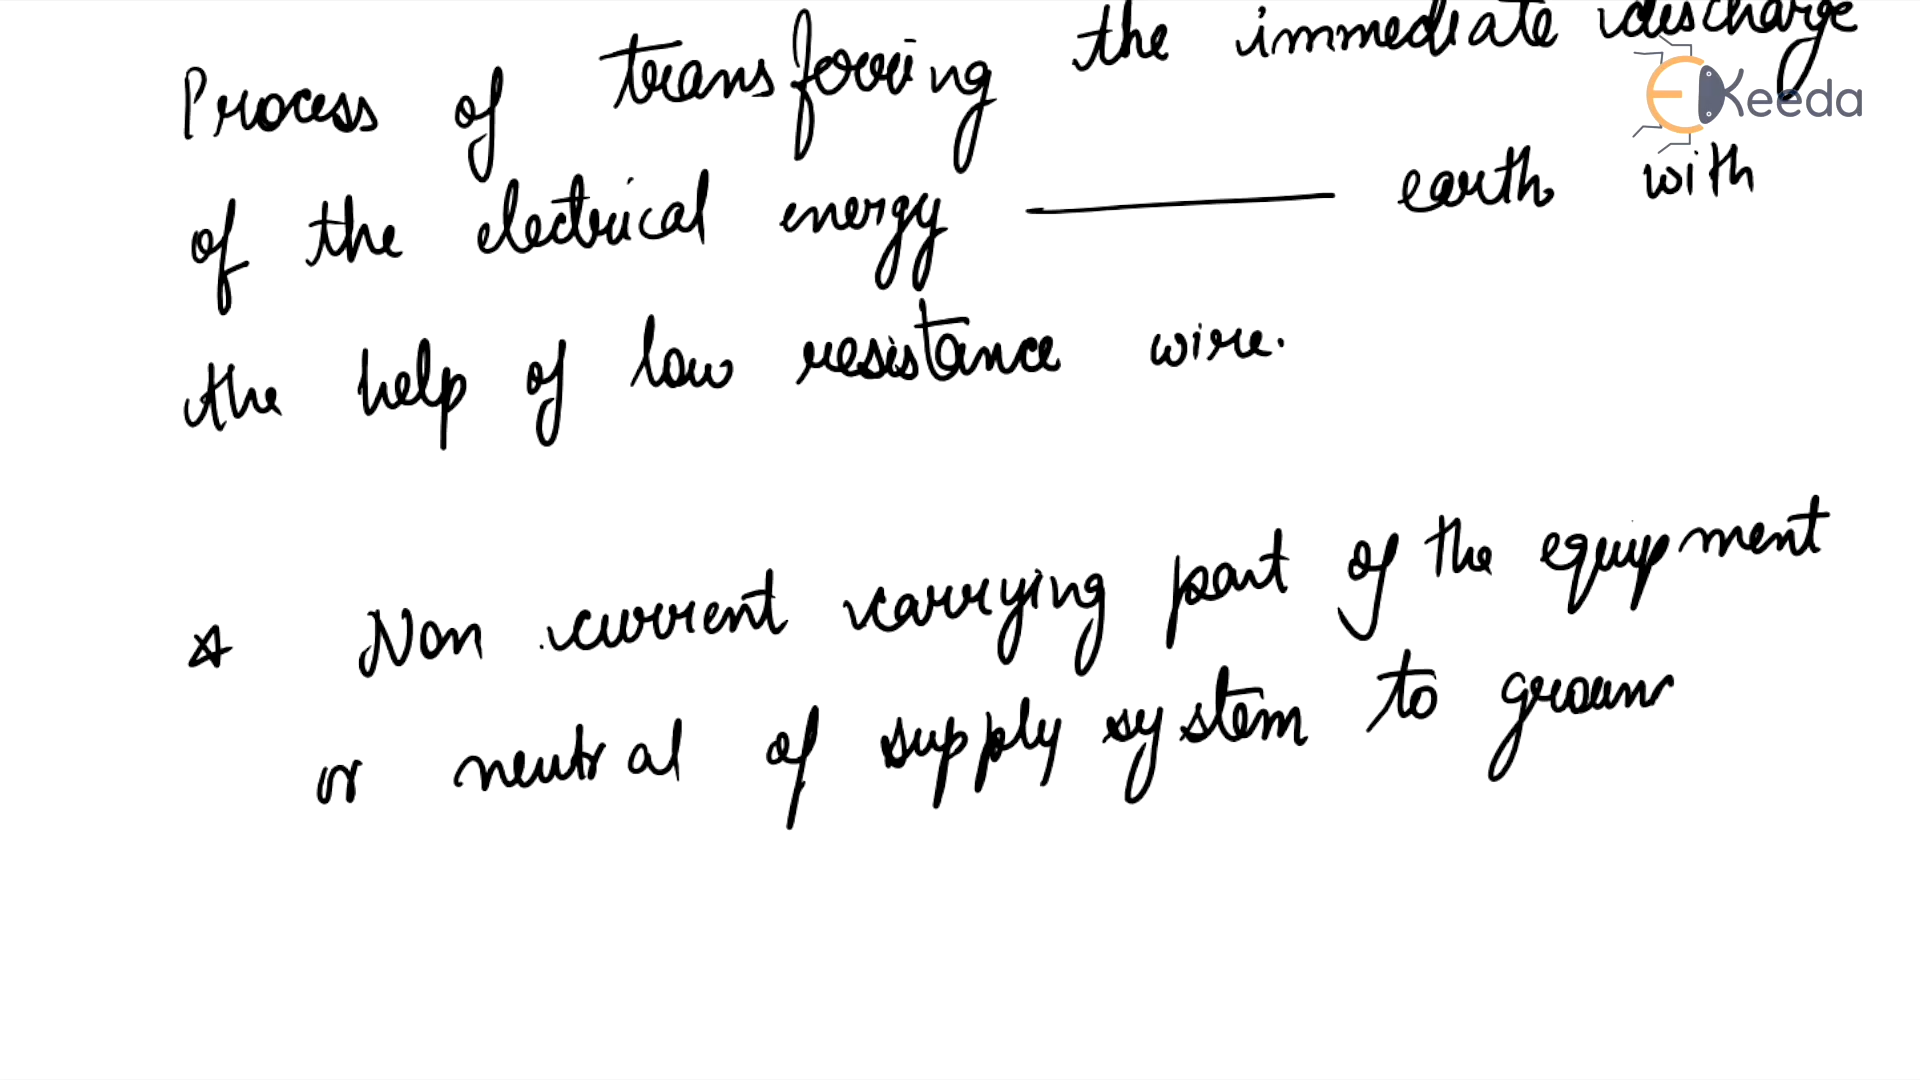 Process of transforring the immediate discharge
EKeeda
of the electrical energy ——— earth with
the help of low resistance wire.
☆ Non current carrying part of the equipment
or neutral of supply system to groun